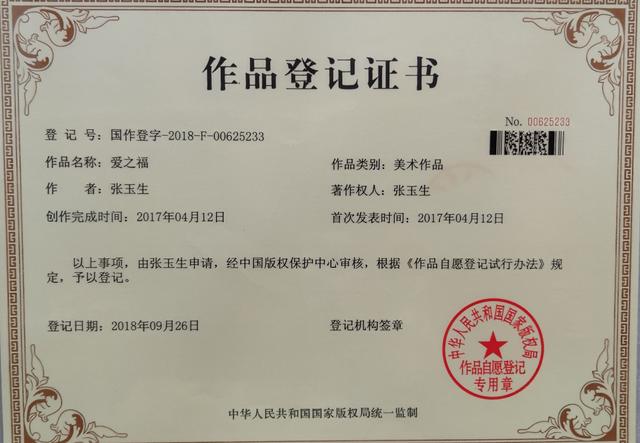 作品登记证书
No. 00625233
登 记 号：国作登字-2018-F-00625233
作品名称：爱之福 作品类别：美术作品
作 者：张玉生 著作权人：张玉生
创作完成时间：2017年04月12日 首次发表时间：2017年04月12日
以上事项，由张玉生申请，经中国版权保护中心审核，根据《作品自愿登记试行办法》规
定，予以登记。
登记日期：2018年09月26日 登记机构签章
中华人民共和国国家版权局
作品自愿登记
专用章
中华人民共和国国家版权局统一监制